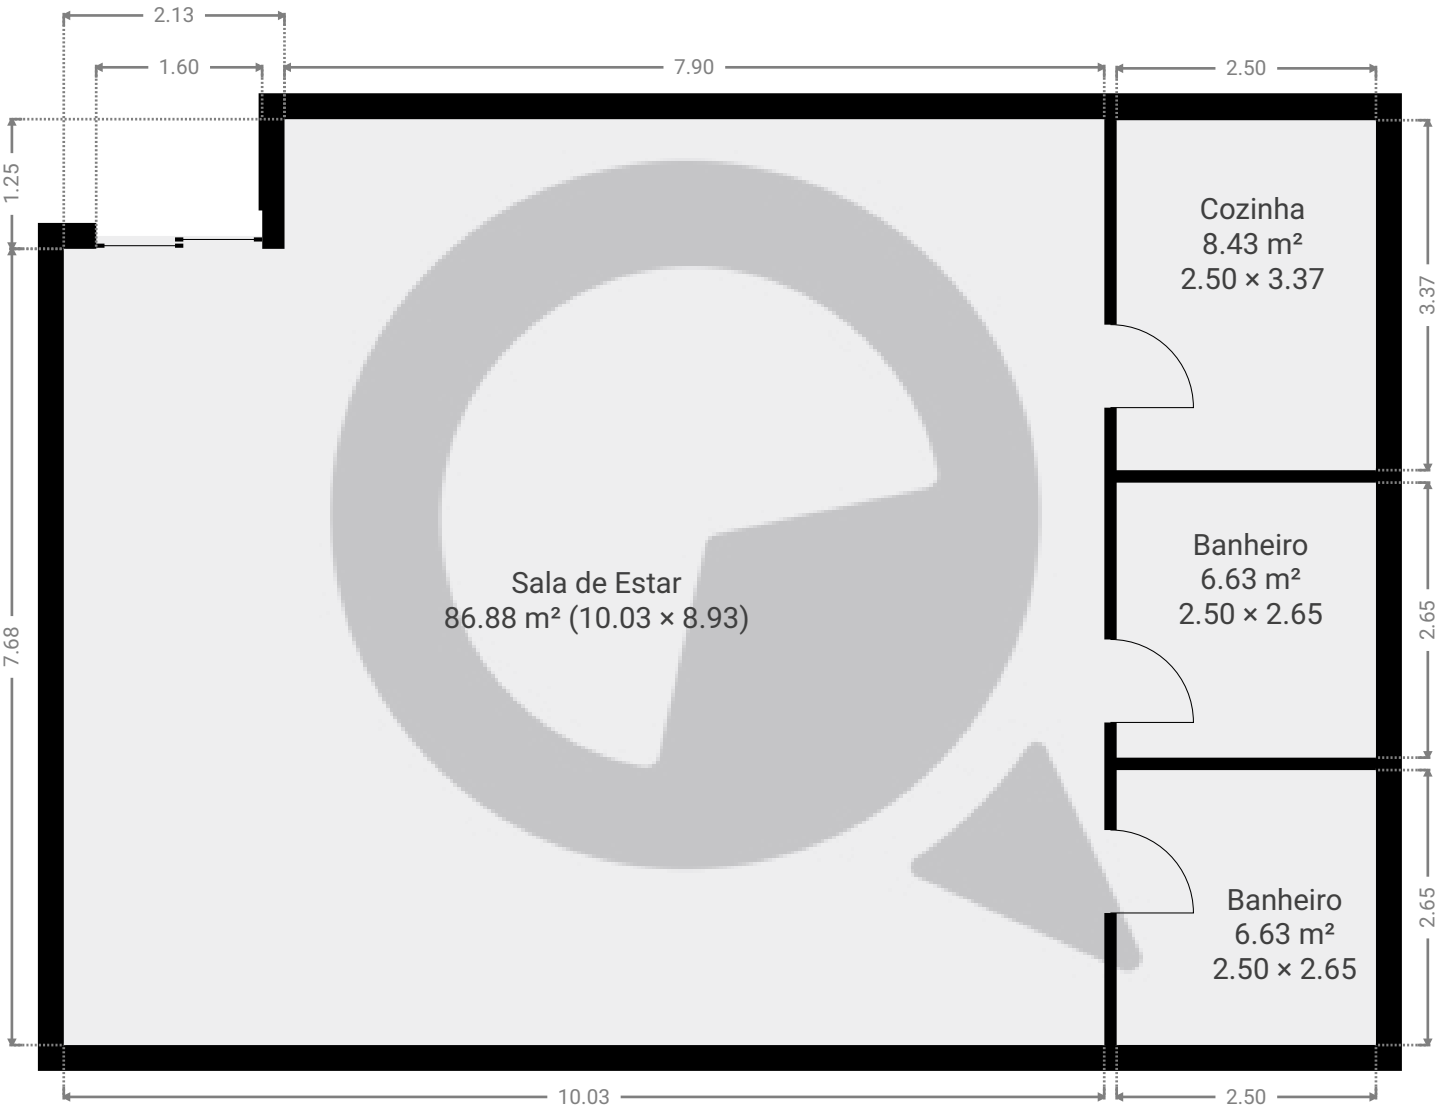 2.13
1.60
7.90
2.50
1.25
Cozinha
8.43 m²
2.50 × 3.37
3.37
Banheiro
6.63 m²
2.50 × 2.65
2.65
Sala de Estar
86.88 m² (10.03 × 8.93)
7.68
Banheiro
6.63 m²
2.50 × 2.65
2.65
10.03
2.50